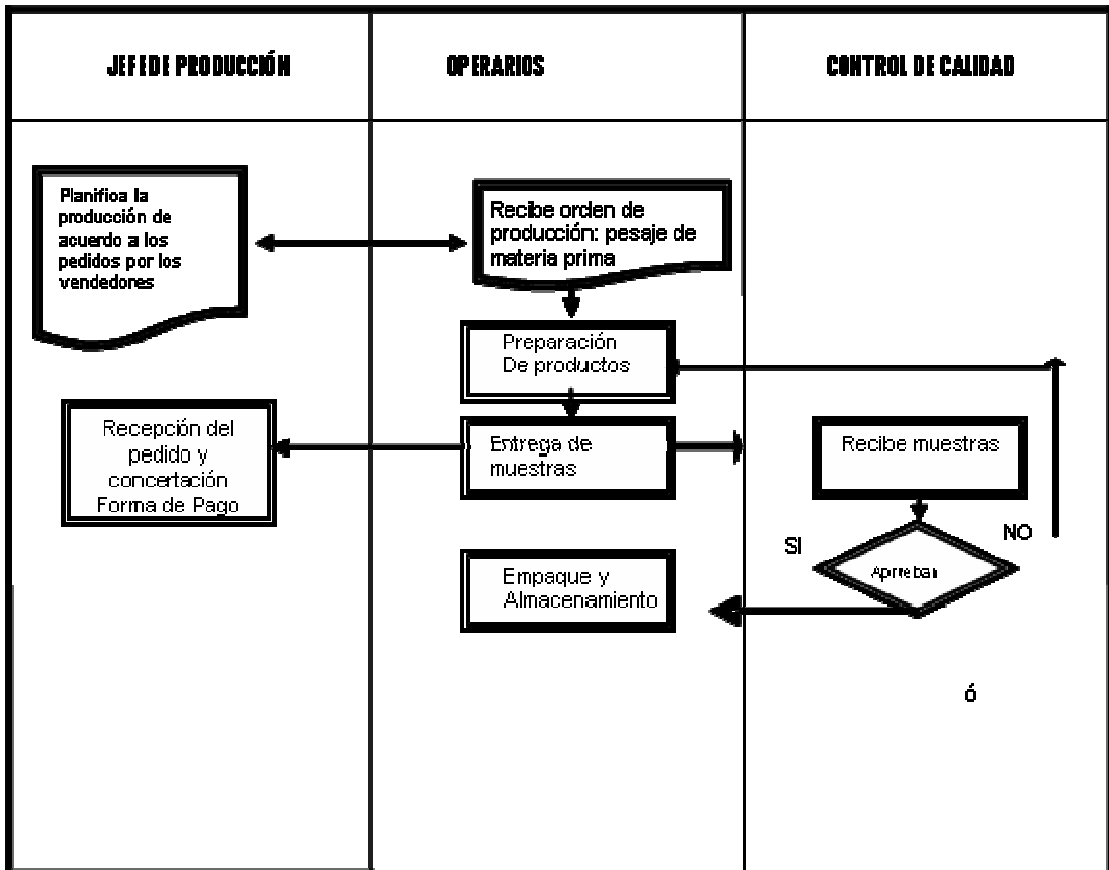 JEFE DE PRODUCCIÓN
OPERARIOS
CONTROL DE CALIDAD
Planifica la
producción de
acuerdo a los
pedidos por los
vendedores
Recibe orden de
producción: pesaje de
materia prima
Preparación
De productos
Recepción del
pedido y
concertación
Forma de Pago
Entrega de
muestras
Recibe muestras
SI
NO
Aprueban
Empaque y
Almacenamiento
ó